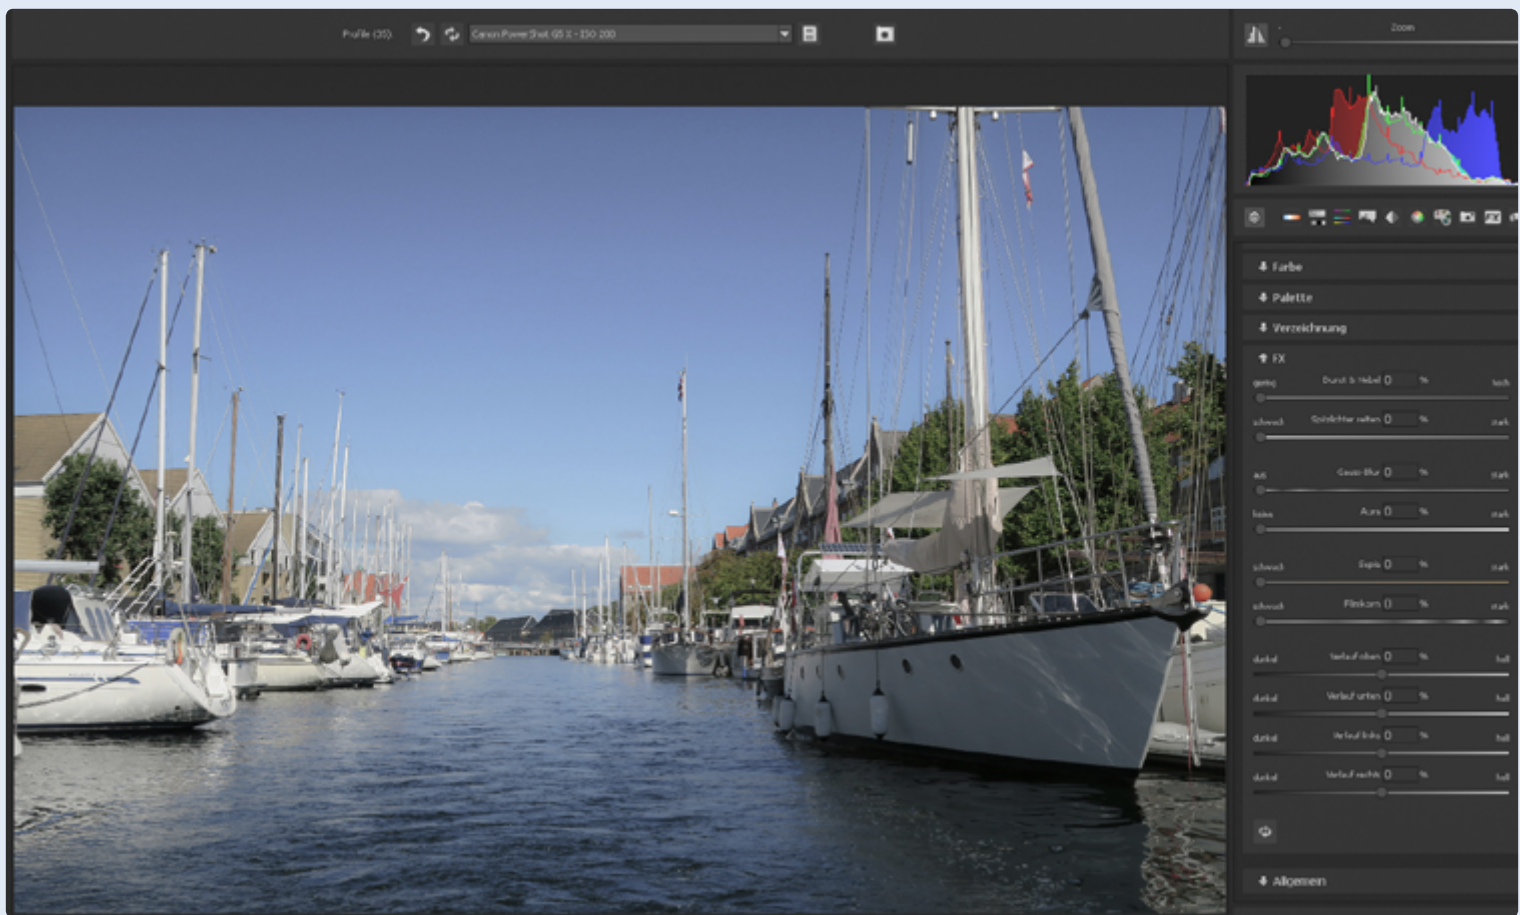 Profile (35)
Canon PowerShot G5 X - ISO 200
Zoom
Farbe
Palette
Verzeichnung
FX
gering Dunst & Nebel 0 % hoch
schwach Spitzlichter retten 0 % stark
aus Gauss-Blur 0 % stark
keine Aura 0 % stark
schwach Sepia 0 % stark
schwach Filmkorn 0 % stark
dunkel Verlauf oben 0 % hell
dunkel Verlauf unten 0 % hell
dunkel Verlauf links 0 % hell
dunkel Verlauf rechts 0 % hell
Allgemein